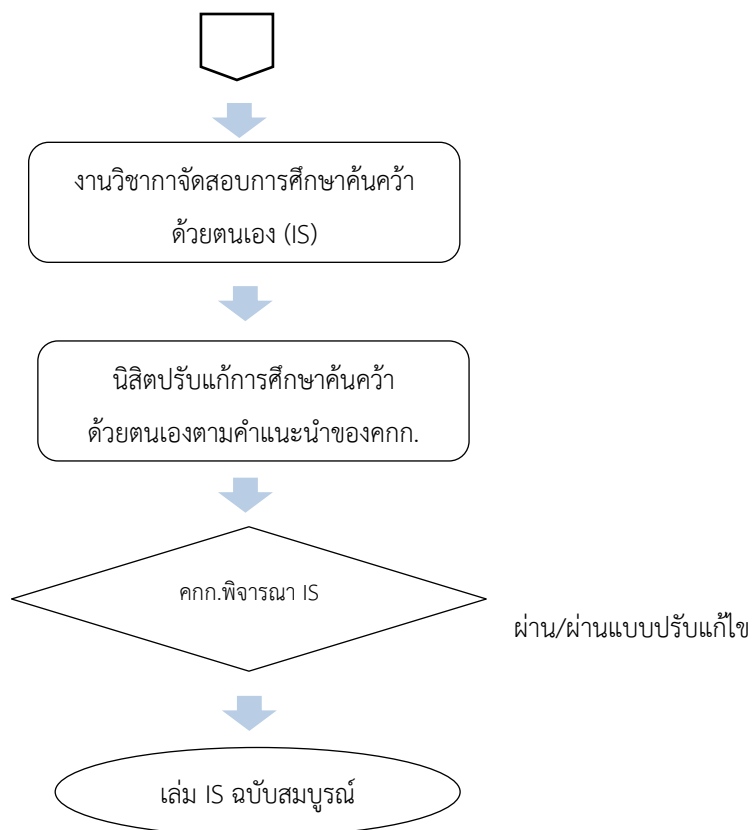 งานวิชากาจัดสอบการศึกษาค้นคว้า
ด้วยตนเอง (IS)
นิสิตปรับแก้การศึกษาค้นคว้า
ด้วยตนเองตามคำแนะนำของคกก.
คกก.พิจารณา IS
ผ่าน/ผ่านแบบปรับแก้ไข
เล่ม IS ฉบับสมบูรณ์